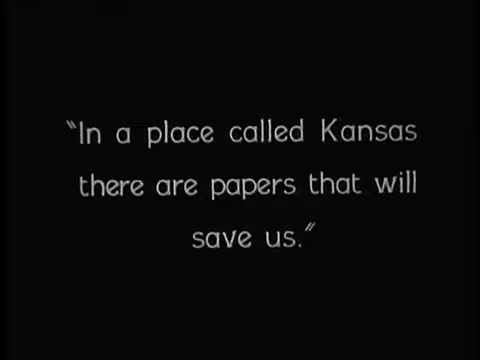 "In a place called Kansas
there are papers that will
save us."